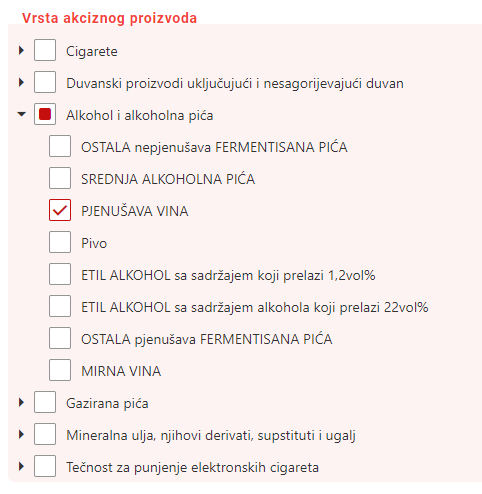 Vrsta akciznog proizvoda
Cigarete
Duvanski proizvodi uključujući i nesagorijevajući duvan
Alkohol i alkoholna pića
OSTALA nepjenušava FERMENTISANA PIĆA
SREDNJA ALKOHOLNA PIĆA
PJENUŠAVA VINA
Pivo
ETIL ALKOHOL sa sadržajem koji prelazi 1,2vol%
ETIL ALKOHOL sa sadržajem alkohola koji prelazi 22vol%
OSTALA pjenušava FERMENTISANA PIĆA
MIRNA VINA
Gazirana pića
Mineralna ulja, njihovi derivati, supstituti i ugalj
Tečnost za punjenje elektronskih cigareta